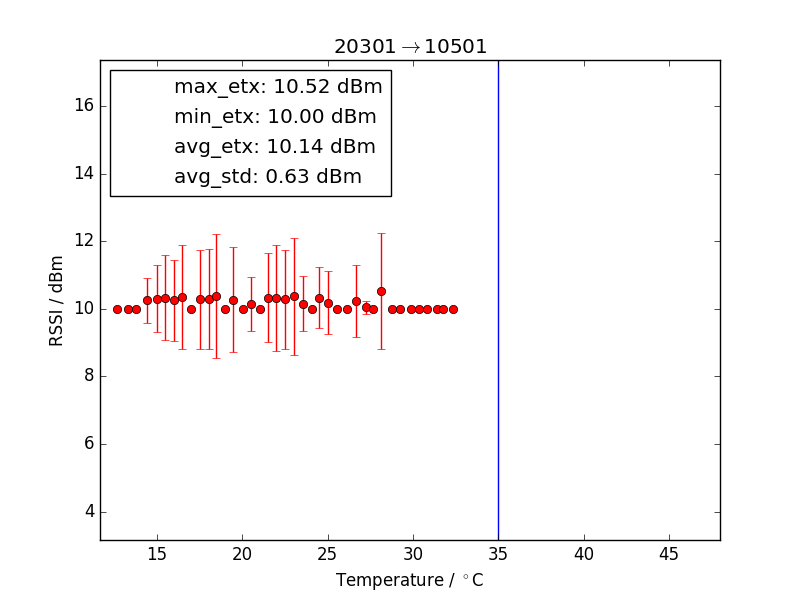 20301→10501
max_etx: 10.52 dBm
min_etx: 10.00 dBm
avg_etx: 10.14 dBm
avg_std: 0.63 dBm
RSSI / dBm
16
14
12
10
8
6
4
15 20 25 30 35 40 45
Temperature / °C